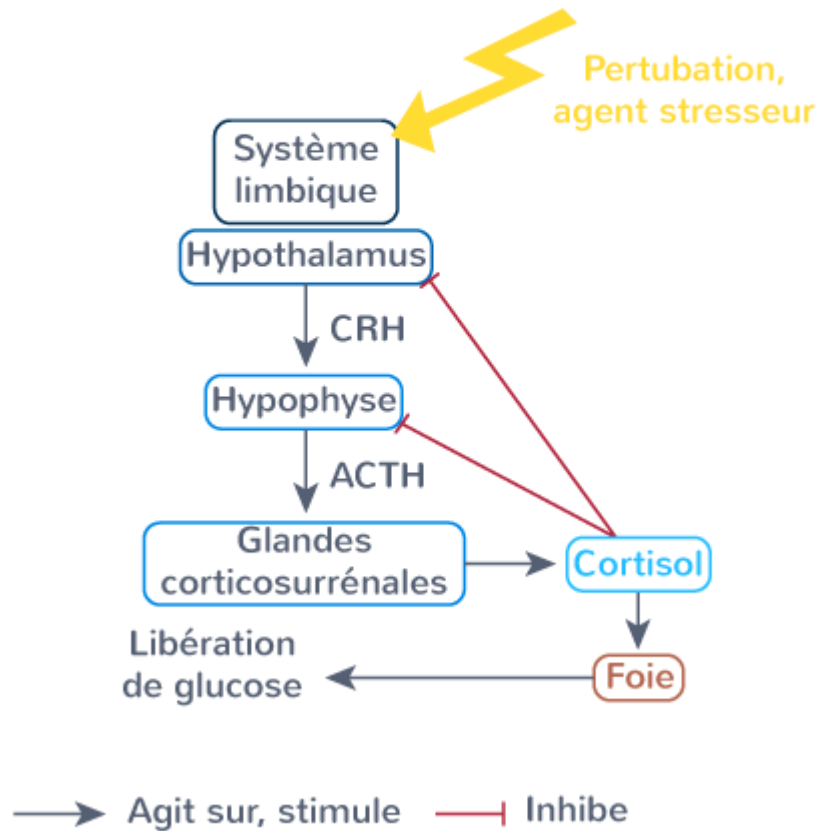 Pertubation,
agent stresseur
Système
limbique
Hypothalamus
CRH
Hypophyse
ACTH
Glandes
corticosurrénales
Cortisol
Libération
de glucose
Foie
Agit sur, stimule
Inhibe